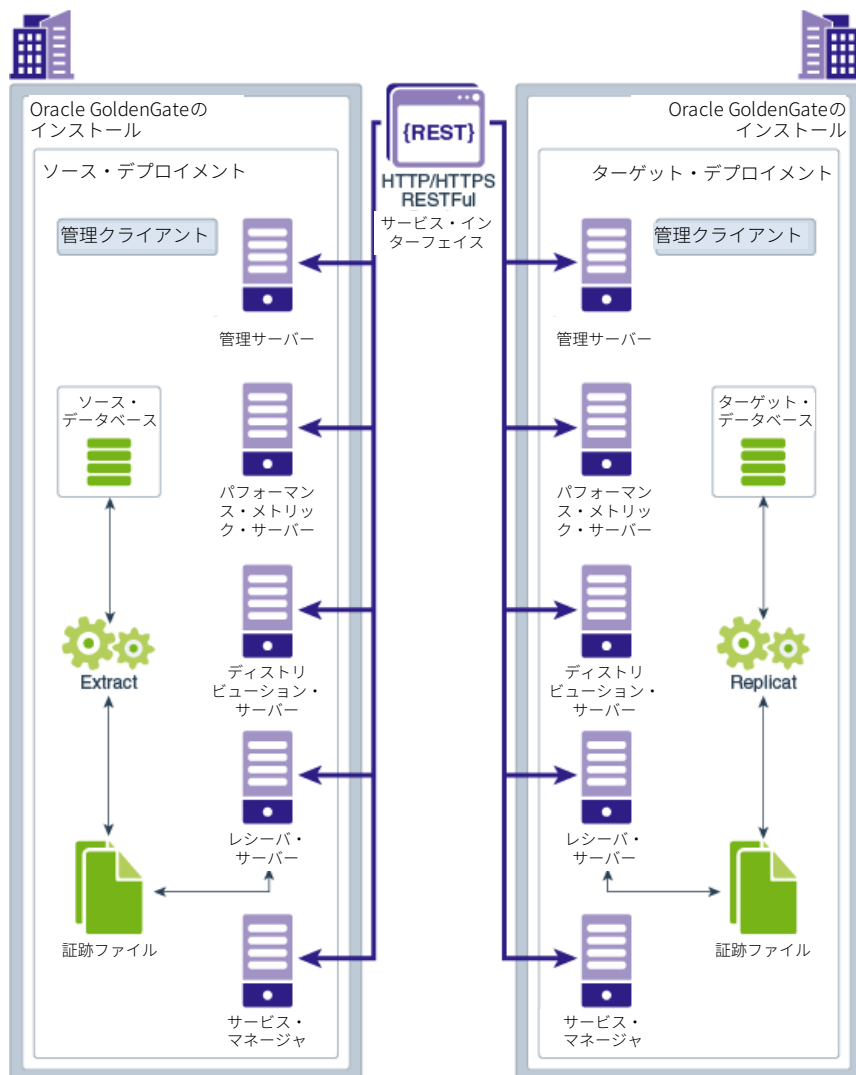 Oracle GoldenGateの
インストール
ソース・デプロイメント
管理クライアント
管理サーバー
ソース・
データベース
パフォーマン
ス・メトリッ
ク・サーバー
ディストリ
ビューション・
サーバー
Extract
レシーバ・
サーバー
証跡ファイル
サービス・
マネージャ
{REST}
HTTP/HTTPS
RESTFul
サービス・イン
ターフェイス
Oracle GoldenGateの
インストール
ターゲット・デプロイメント
管理クライアント
管理サーバー
ターゲット・
データベース
パフォーマン
ス・メトリッ
ク・サーバー
ディストリ
ビューション・
サーバー
Replicat
レシーバ・
サーバー
証跡ファイル
サービス・
マネージャ